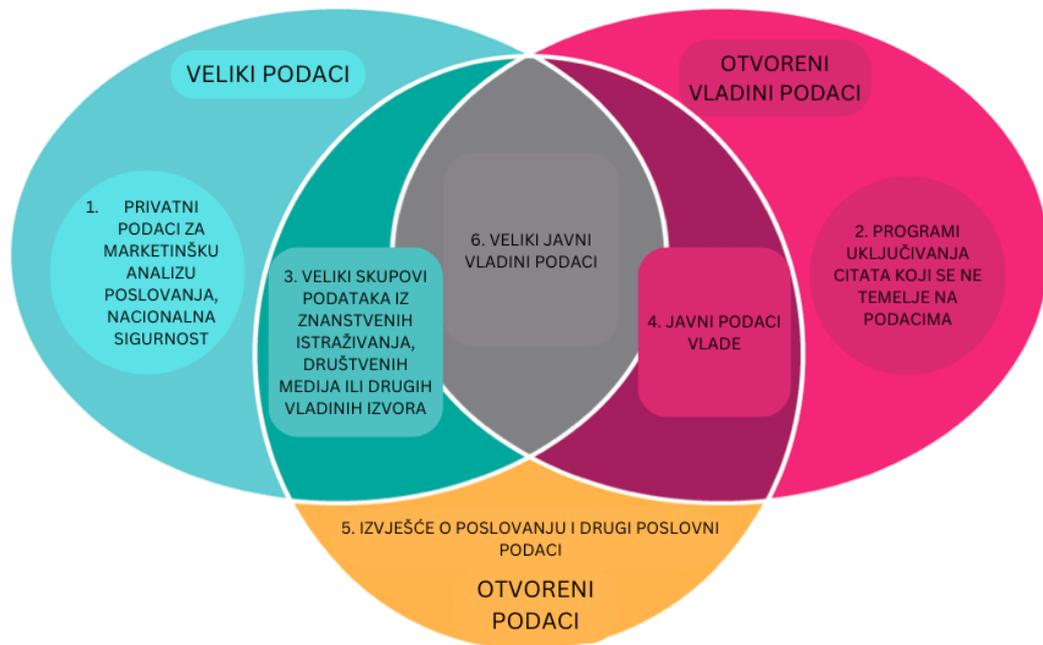 VELIKI PODACI
OTVORENI
VLADINI PODACI
1. PRIVATNI
PODACI ZA
MARKETINŠKU
ANALIZU
POSLOVANJA,
NACIONALNA
SIGURNOST
3. VELIKI SKUPOVI
PODATAKA IZ
ZNANSTVENIH
ISTRAŽIVANJA,
DRUŠTVENIH
MEDIJA ILI DRUGIH
VLADINIH IZVORA
6. VELIKI JAVNI
VLADINI PODACI
4. JAVNI PODACI
VLADE
2. PROGRAMI
UKLJUČIVANJA
CITATA KOJI SE NE
TEMELJE NA
PODACIMA
5. IZVJEŠĆE O POSLOVANJU I DRUGI POSLOVNI
PODACI
OTVORENI
PODACI